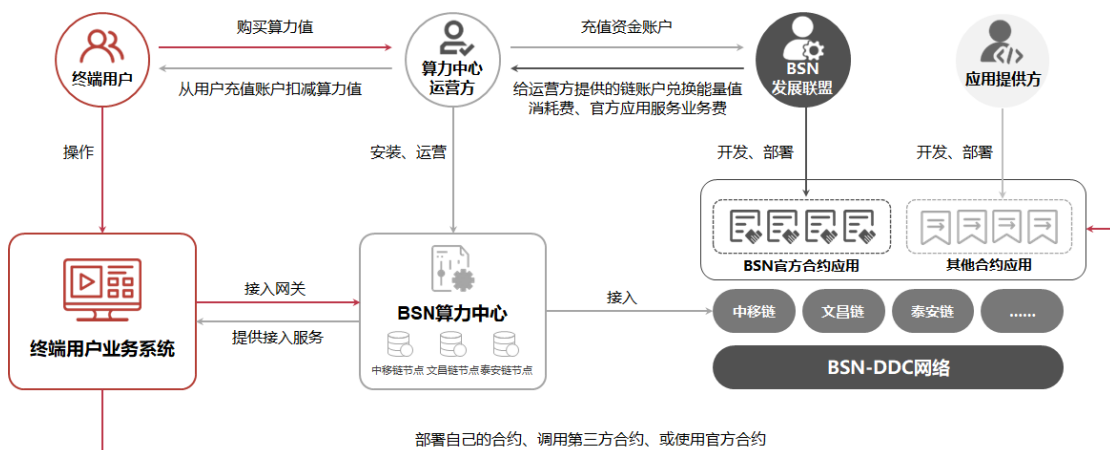 购买算力值
充值资金账户
终端用户
算力中心
运营方
BSN
发展联盟
应用提供方
从用户充值账户扣减算力值
给运营方提供的链账户兑换能量值
消耗费、官方应用服务业务费
操作
安装、运营
开发、部署
开发、部署
BSN官方合约应用
其他合约应用
接入网关
提供接入服务
终端用户业务系统
BSN算力中心
中移链节点
文昌链节点
泰安链节点
接入
中移链
文昌链
泰安链
......
BSN-DDC网络
部署自己的合约、调用第三方合约、或使用官方合约